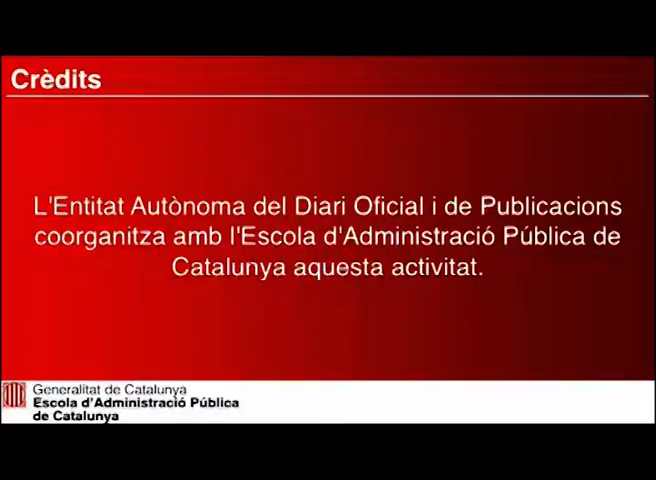 Crèdits
L'Entitat Autònoma del Diari Oficial i de Publicacions
coorganitza amb l'Escola d'Administració Pública de
Catalunya aquesta activitat.
Generalitat de Catalunya
Escola d'Administració Pública
de Catalunya